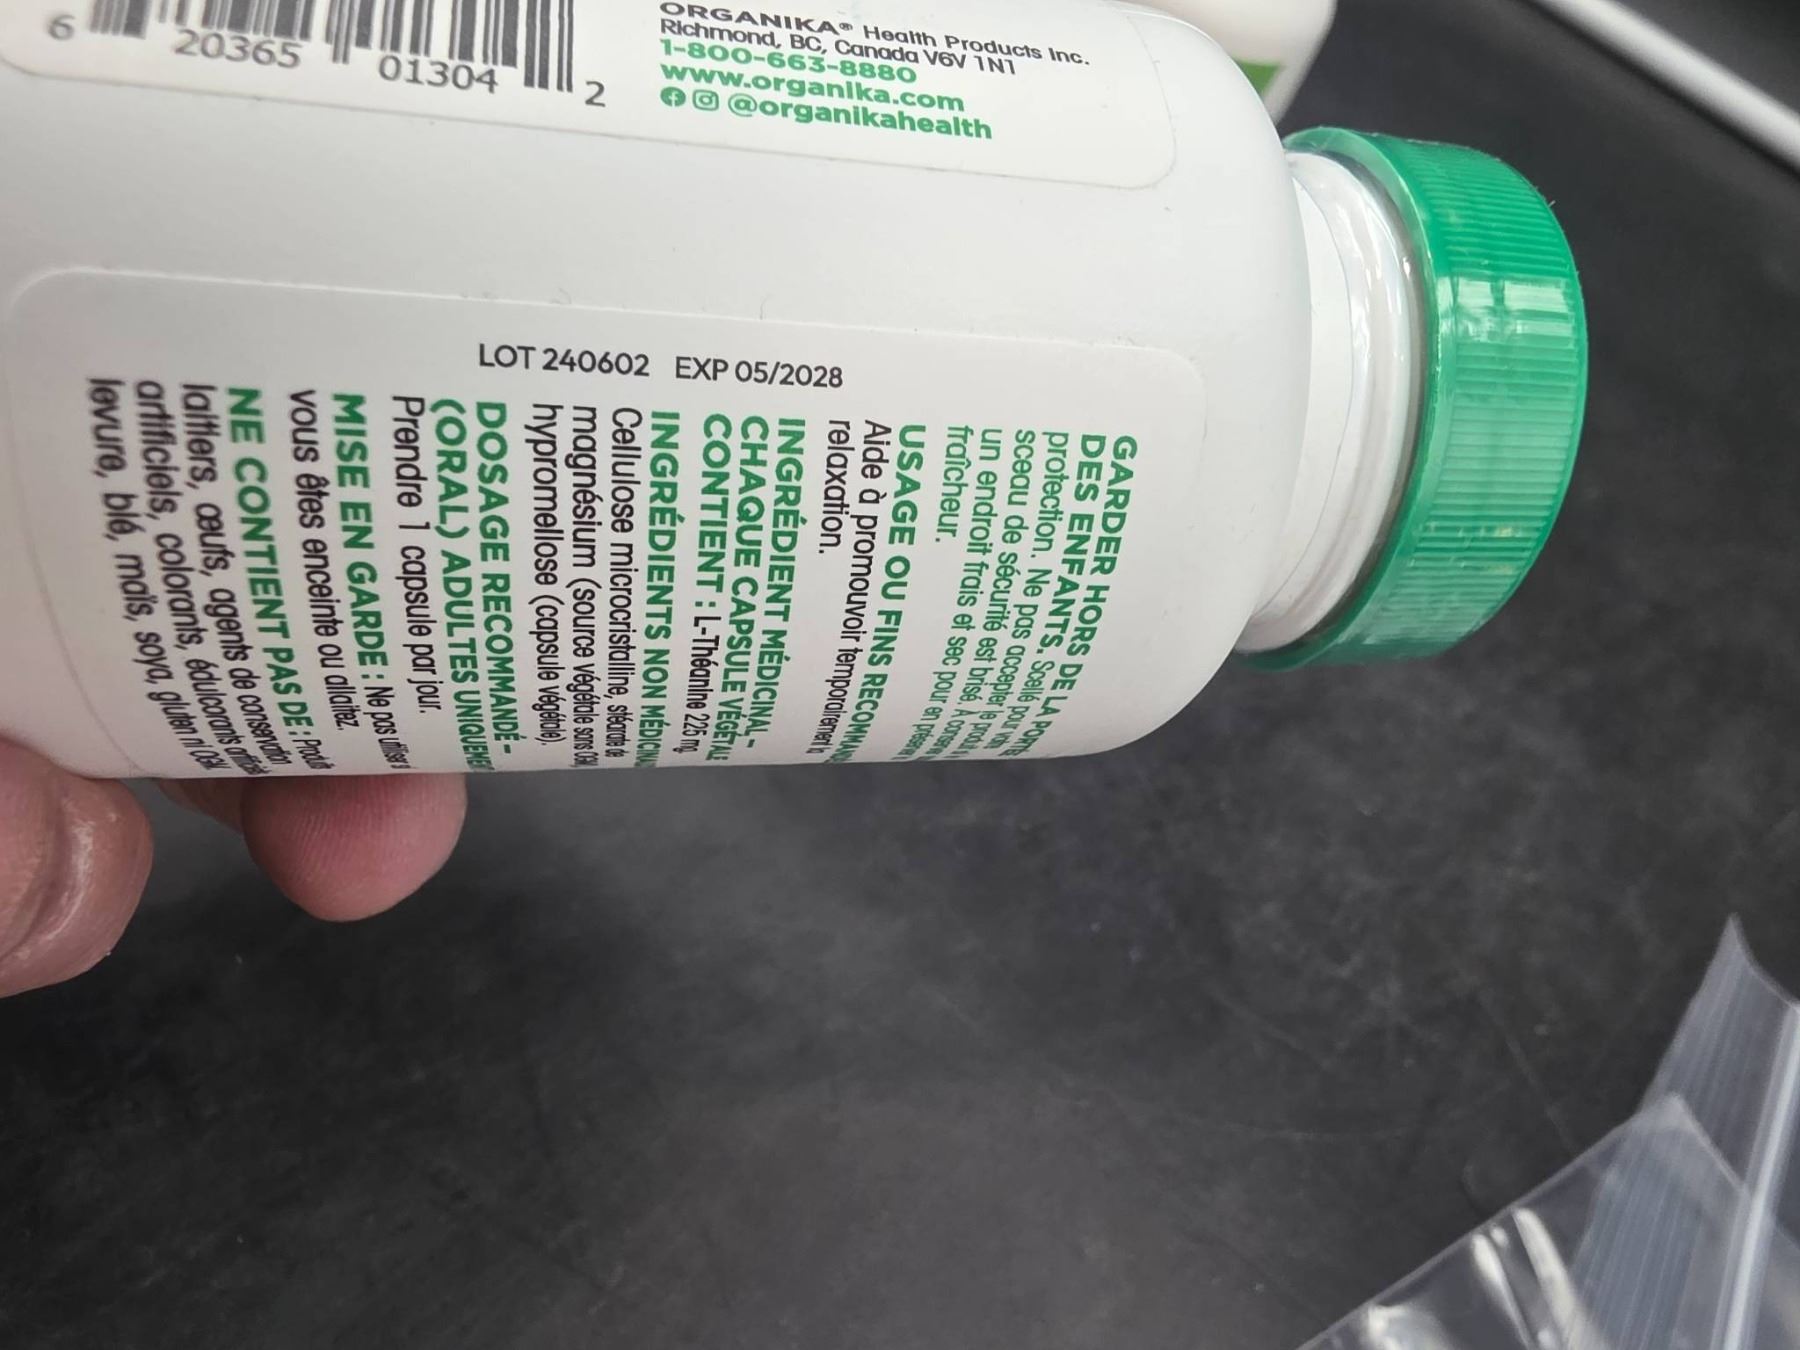 6 20365 01304 2
ORGANIKA® Health Products Inc.
Richmond, BC, Canada V6V 1N1
1-800-663-8880
www.organika.com
@organikahealth
LOT 240602 EXP 05/2028
GARDER HORS DE LA PORTÉ
DES ENFANTS. Scellé pour votre
protection. Ne pas accepter le produit
sceau de sécurité est brisé. À conserver
un endroit frais et sec pour en préserver
fraîcheur.
USAGE OU FINS RECOMMAND
Aide à promouvoir temporairement la
relaxation.
INGRÉDIENT MÉDICINAL –
CHAQUE CAPSULE VÉGÉTALE
CONTIENT : L-Théanine 225 mg
INGRÉDIENTS NON MÉDICINAU
Cellulose microcristalline, stéarate de
magnésium (source végétale sans OGM),
hypromellose (capsule végétale).
DOSAGE RECOMMANDÉ –
(ORAL) ADULTES UNIQUEMENT
Prendre 1 capsule par jour.
MISE EN GARDE : Ne pas utiliser si
vous êtes enceinte ou allaitez.
NE CONTIENT PAS DE : Produits
laitiers, œufs, agents de conservation
artificiels, colorants, édulcorants artificiels
levure, blé, maïs, soya, gluten ni OGM.